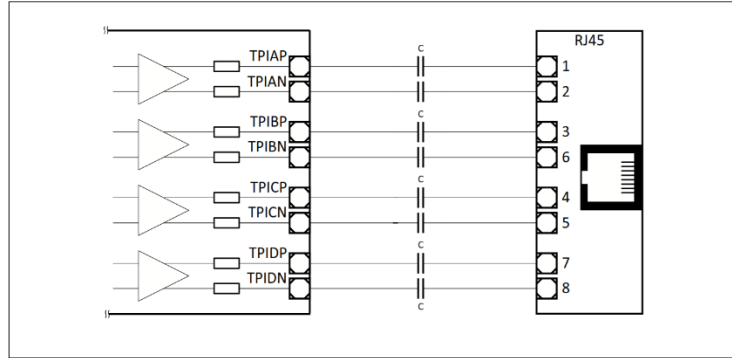 RJ45
C
TPIAP 1
TPIAN 2
C
TPIBP 3
TPIBN 6
C
TPICP 4
TPICN 5
C
TPIDP 7
TPIDN 8
C